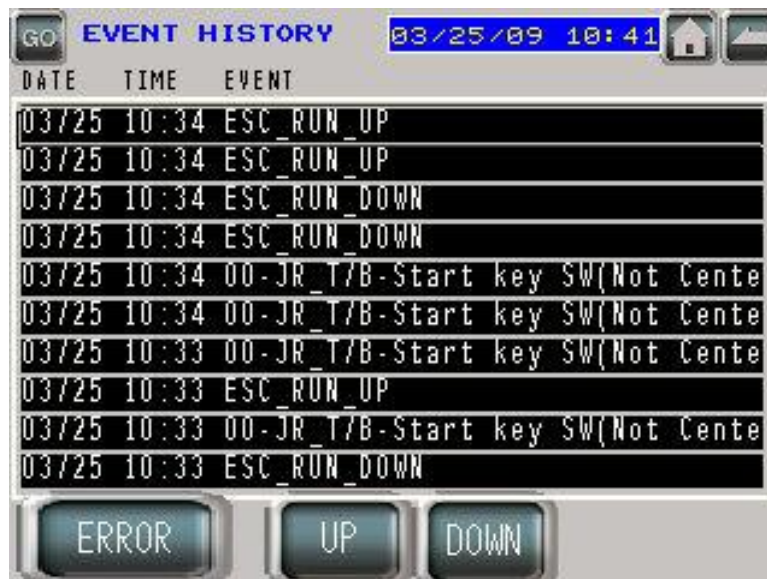 GO EVENT HISTORY 03/25/09 10:41
DATE TIME EVENT
03/25 10:34 ESC_RUN_UP
03/25 10:34 ESC_RUN_UP
03/25 10:34 ESC_RUN_DOWN
03/25 10:34 ESC_RUN_DOWN
03/25 10:34 00-JR_T/B-Start key SW(Not Cente
03/25 10:34 00-JR_T/B-Start key SW(Not Cente
03/25 10:33 00-JR_T/B-Start key SW(Not Cente
03/25 10:33 ESC_RUN_UP
03/25 10:33 00-JR_T/B-Start key SW(Not Cente
03/25 10:33 ESC_RUN_DOWN
ERROR UP DOWN